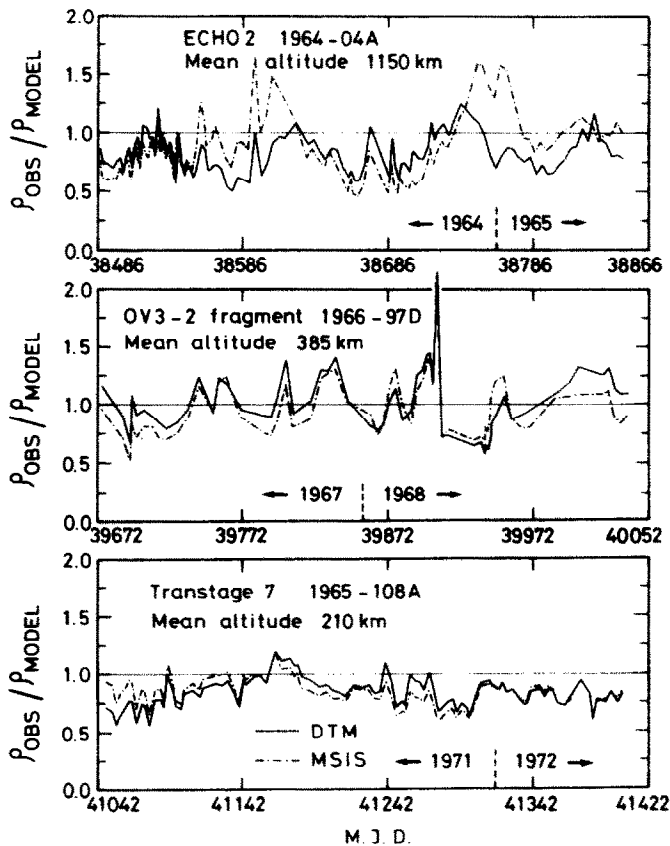 2.0
ECHO 2 1964-04A
Mean altitude 1150 km
1.5
1.0
0.5
0.0
ρOBS / ρMODEL
← 1964 1965 →
38486 38586 38686 38786 38866
2.0
OV3-2 fragment 1966-97D
Mean altitude 385 km
1.5
1.0
0.5
0.0
ρOBS / ρMODEL
← 1967 1968 →
39672 39772 39872 39972 40052
2.0
Transtage 7 1965-108A
Mean altitude 210 km
1.5
1.0
0.5
0.0
ρOBS / ρMODEL
DTM
MSIS
← 1971 1972 →
41042 41142 41242 41342 41422
M.J.D.